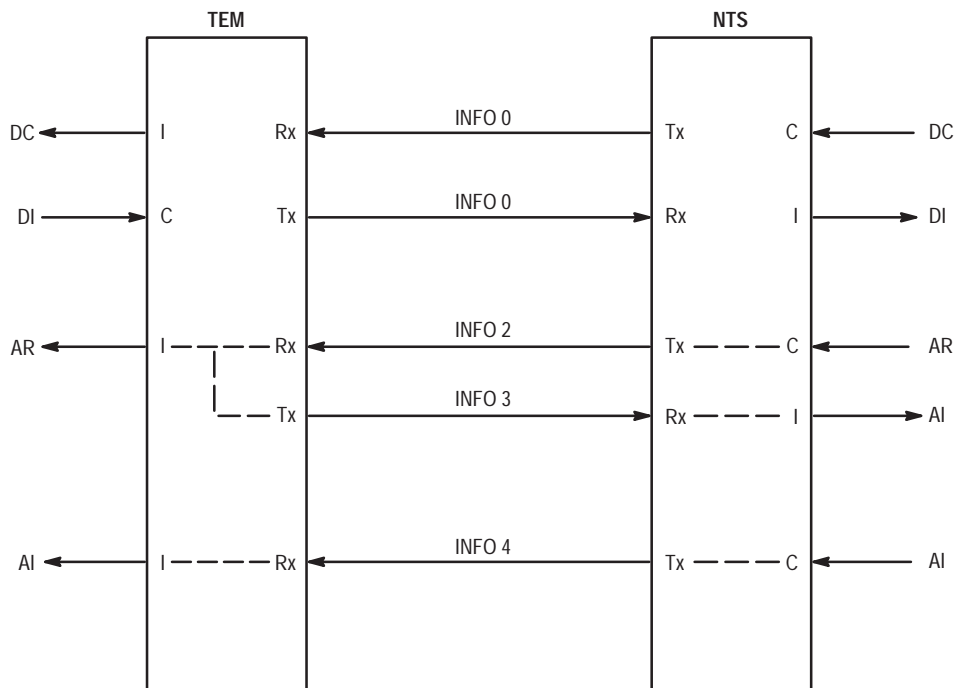 TEM NTS
INFO 0
DC I Rx Tx C DC
INFO 0
DI C Tx Rx I DI
INFO 2
AR I Rx Tx C AR
INFO 3
Tx Rx I AI
INFO 4
AI I Rx Tx C AI